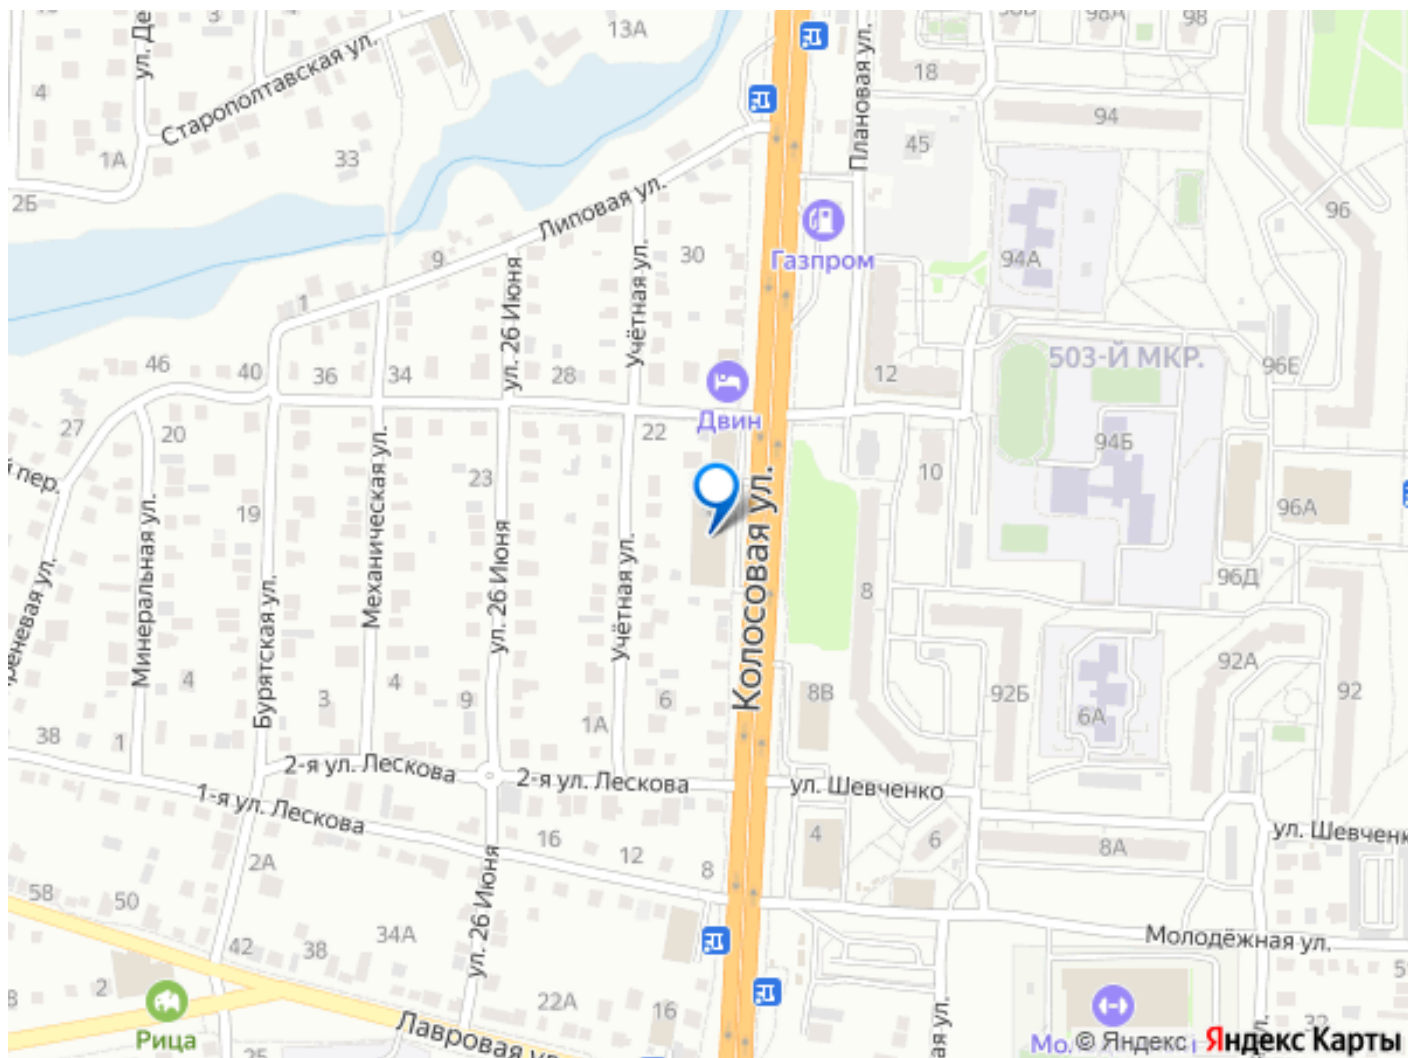 13А
98А
98
18
94
45
Старополтавская ул.
Плановая ул.
4
1А
33
2Б
96
Липовая ул.
30
94А
Газпром
9
1
ул. 26 Июня
Учётная ул.
503-Й МКР.
46
40
36
34
28
12
96Е
Двин
27
20
22
94Б
10
23
пер.
19
96А
Минеральная ул.
Механическая ул.
Бурятская ул.
ул. 26 Июня
Учётная ул.
Колосовая ул.
8
96Д
92А
92
4
3
4
9
6
1А
8В
92Б
6А
38
1
2-я ул. Лескова
2-я ул. Лескова
ул. Шевченко
1-я ул. Лескова
16
12
8
4
6
8А
2А
58
50
42
38
34А
ул. 26 Июня
Молодёжная ул.
2
22А
16
Рица
Лавровая
25
© Яндекс Яндекс Карты